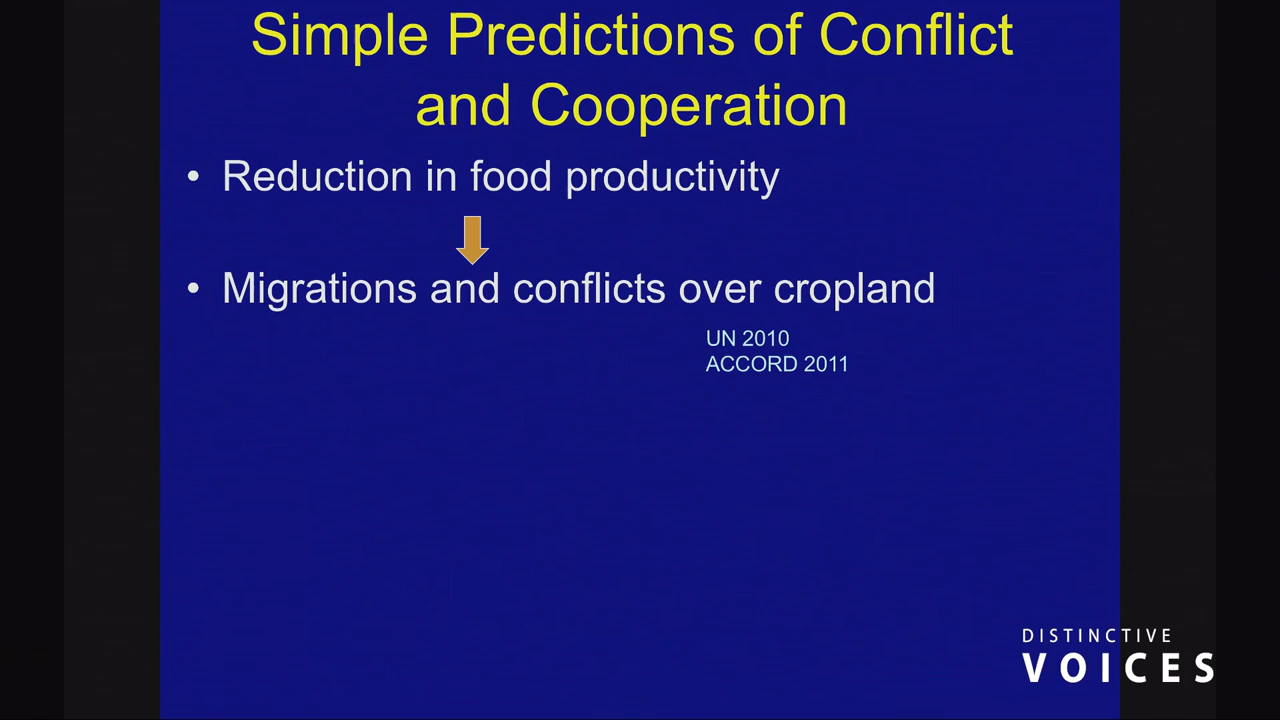 Simple Predictions of Conflict
and Cooperation
• Reduction in food productivity
• Migrations and conflicts over cropland
UN 2010
ACCORD 2011
DISTINCTIVE
VOICES